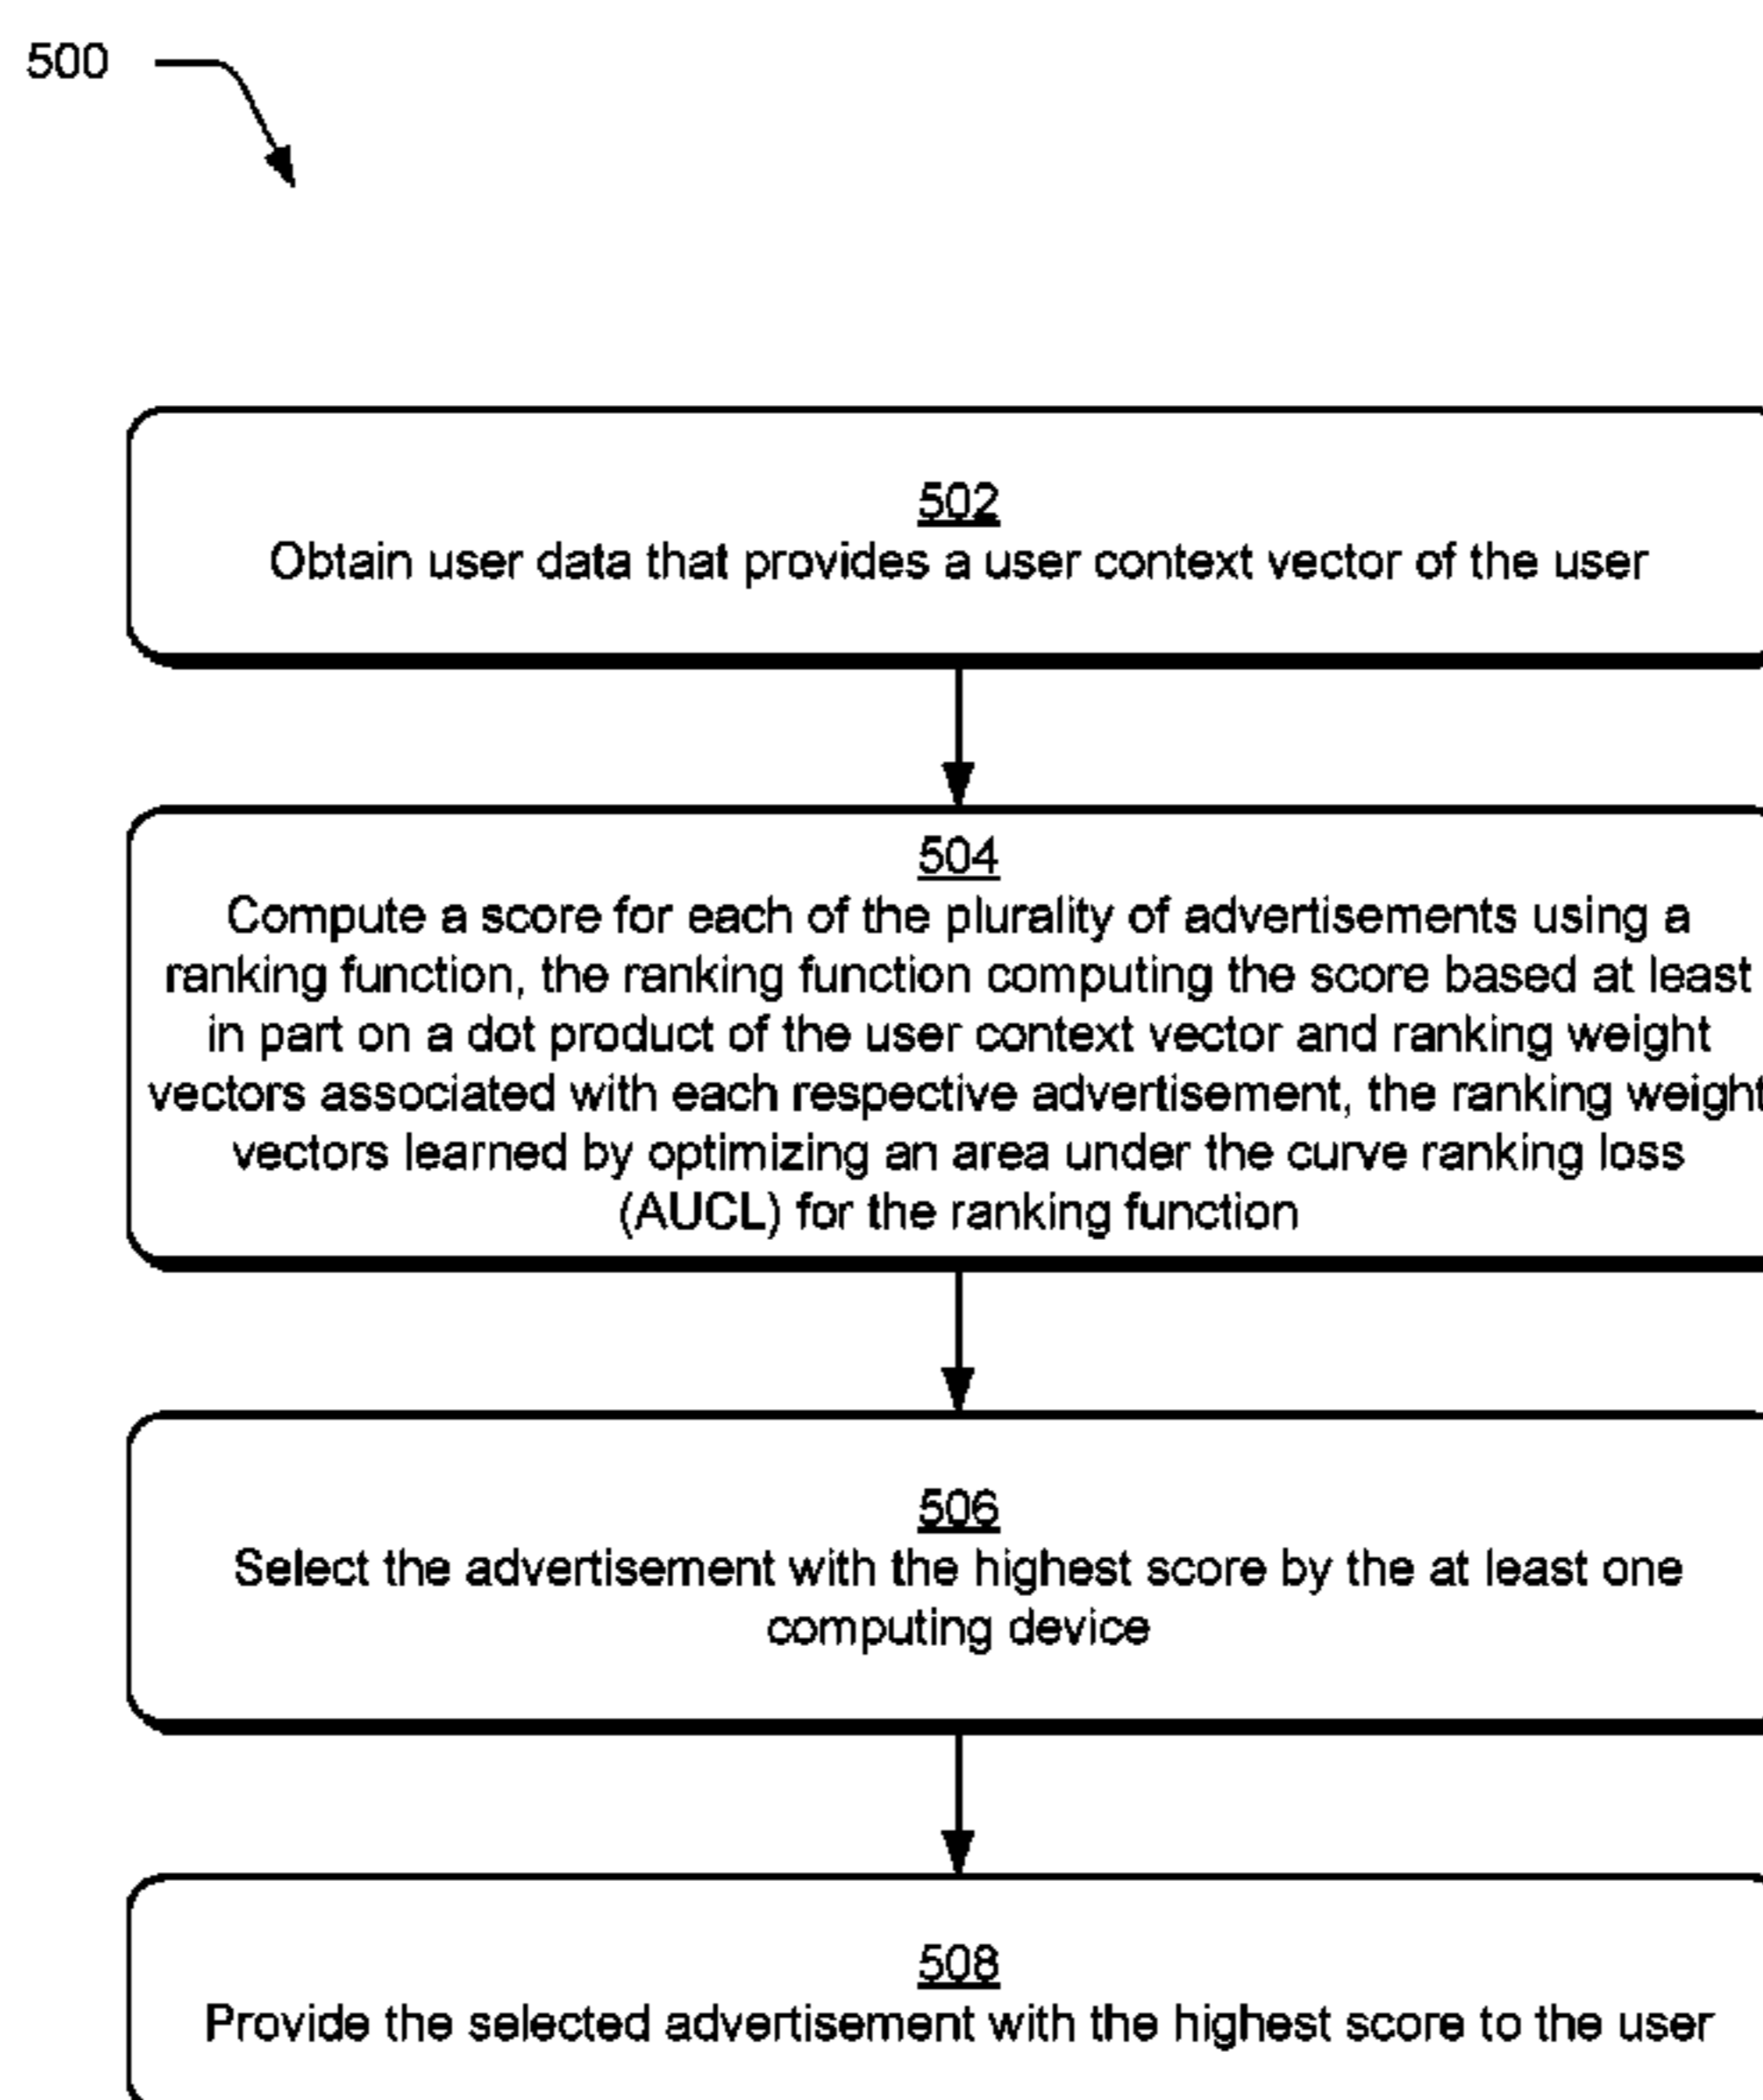 500
502
Obtain user data that provides a user context vector of the user
504
Compute a score for each of the plurality of advertisements using a
ranking function, the ranking function computing the score based at least
in part on a dot product of the user context vector and ranking weight
vectors associated with each respective advertisement, the ranking weight
vectors learned by optimizing an area under the curve ranking loss
(AUCL) for the ranking function
506
Select the advertisement with the highest score by the at least one
computing device
508
Provide the selected advertisement with the highest score to the user